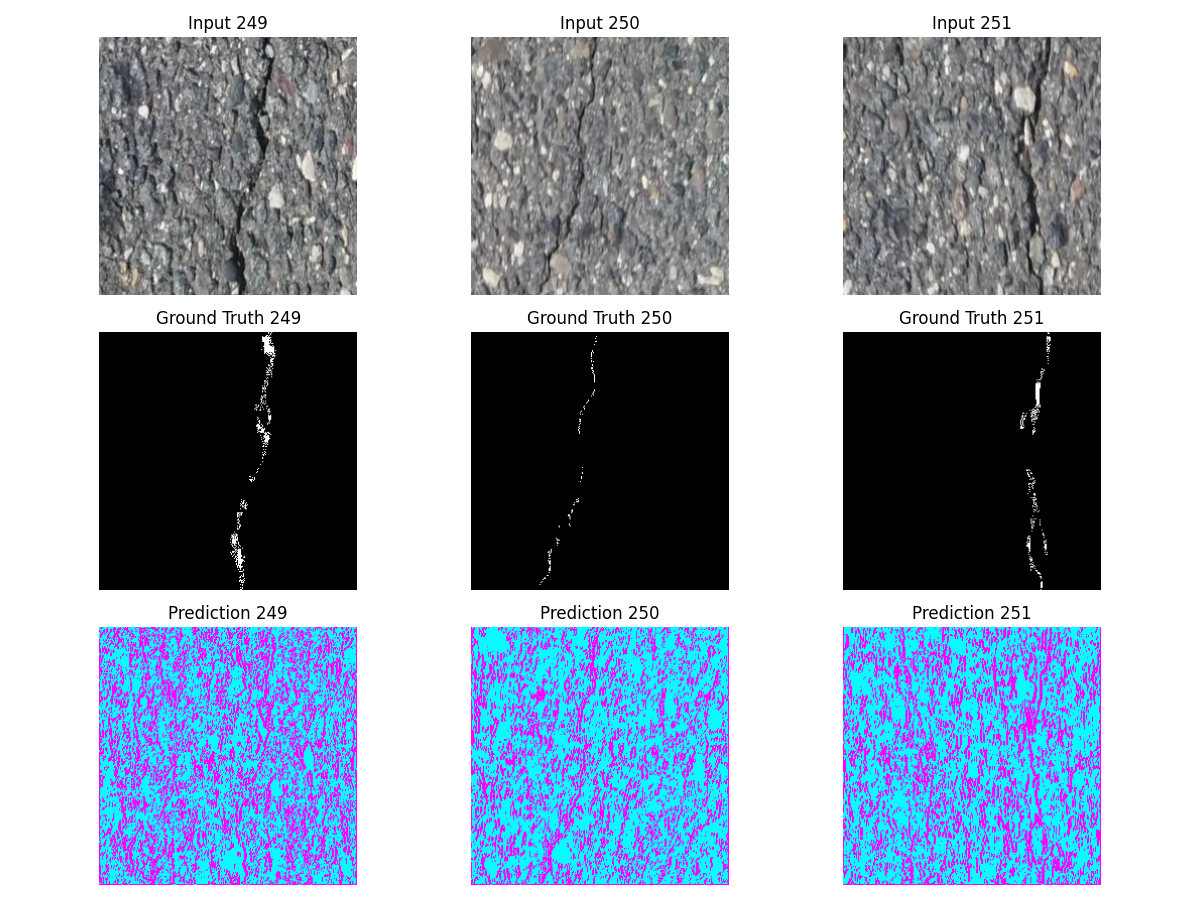 Input 249
Input 250
Input 251
Ground Truth 249
Ground Truth 250
Ground Truth 251
Prediction 249
Prediction 250
Prediction 251